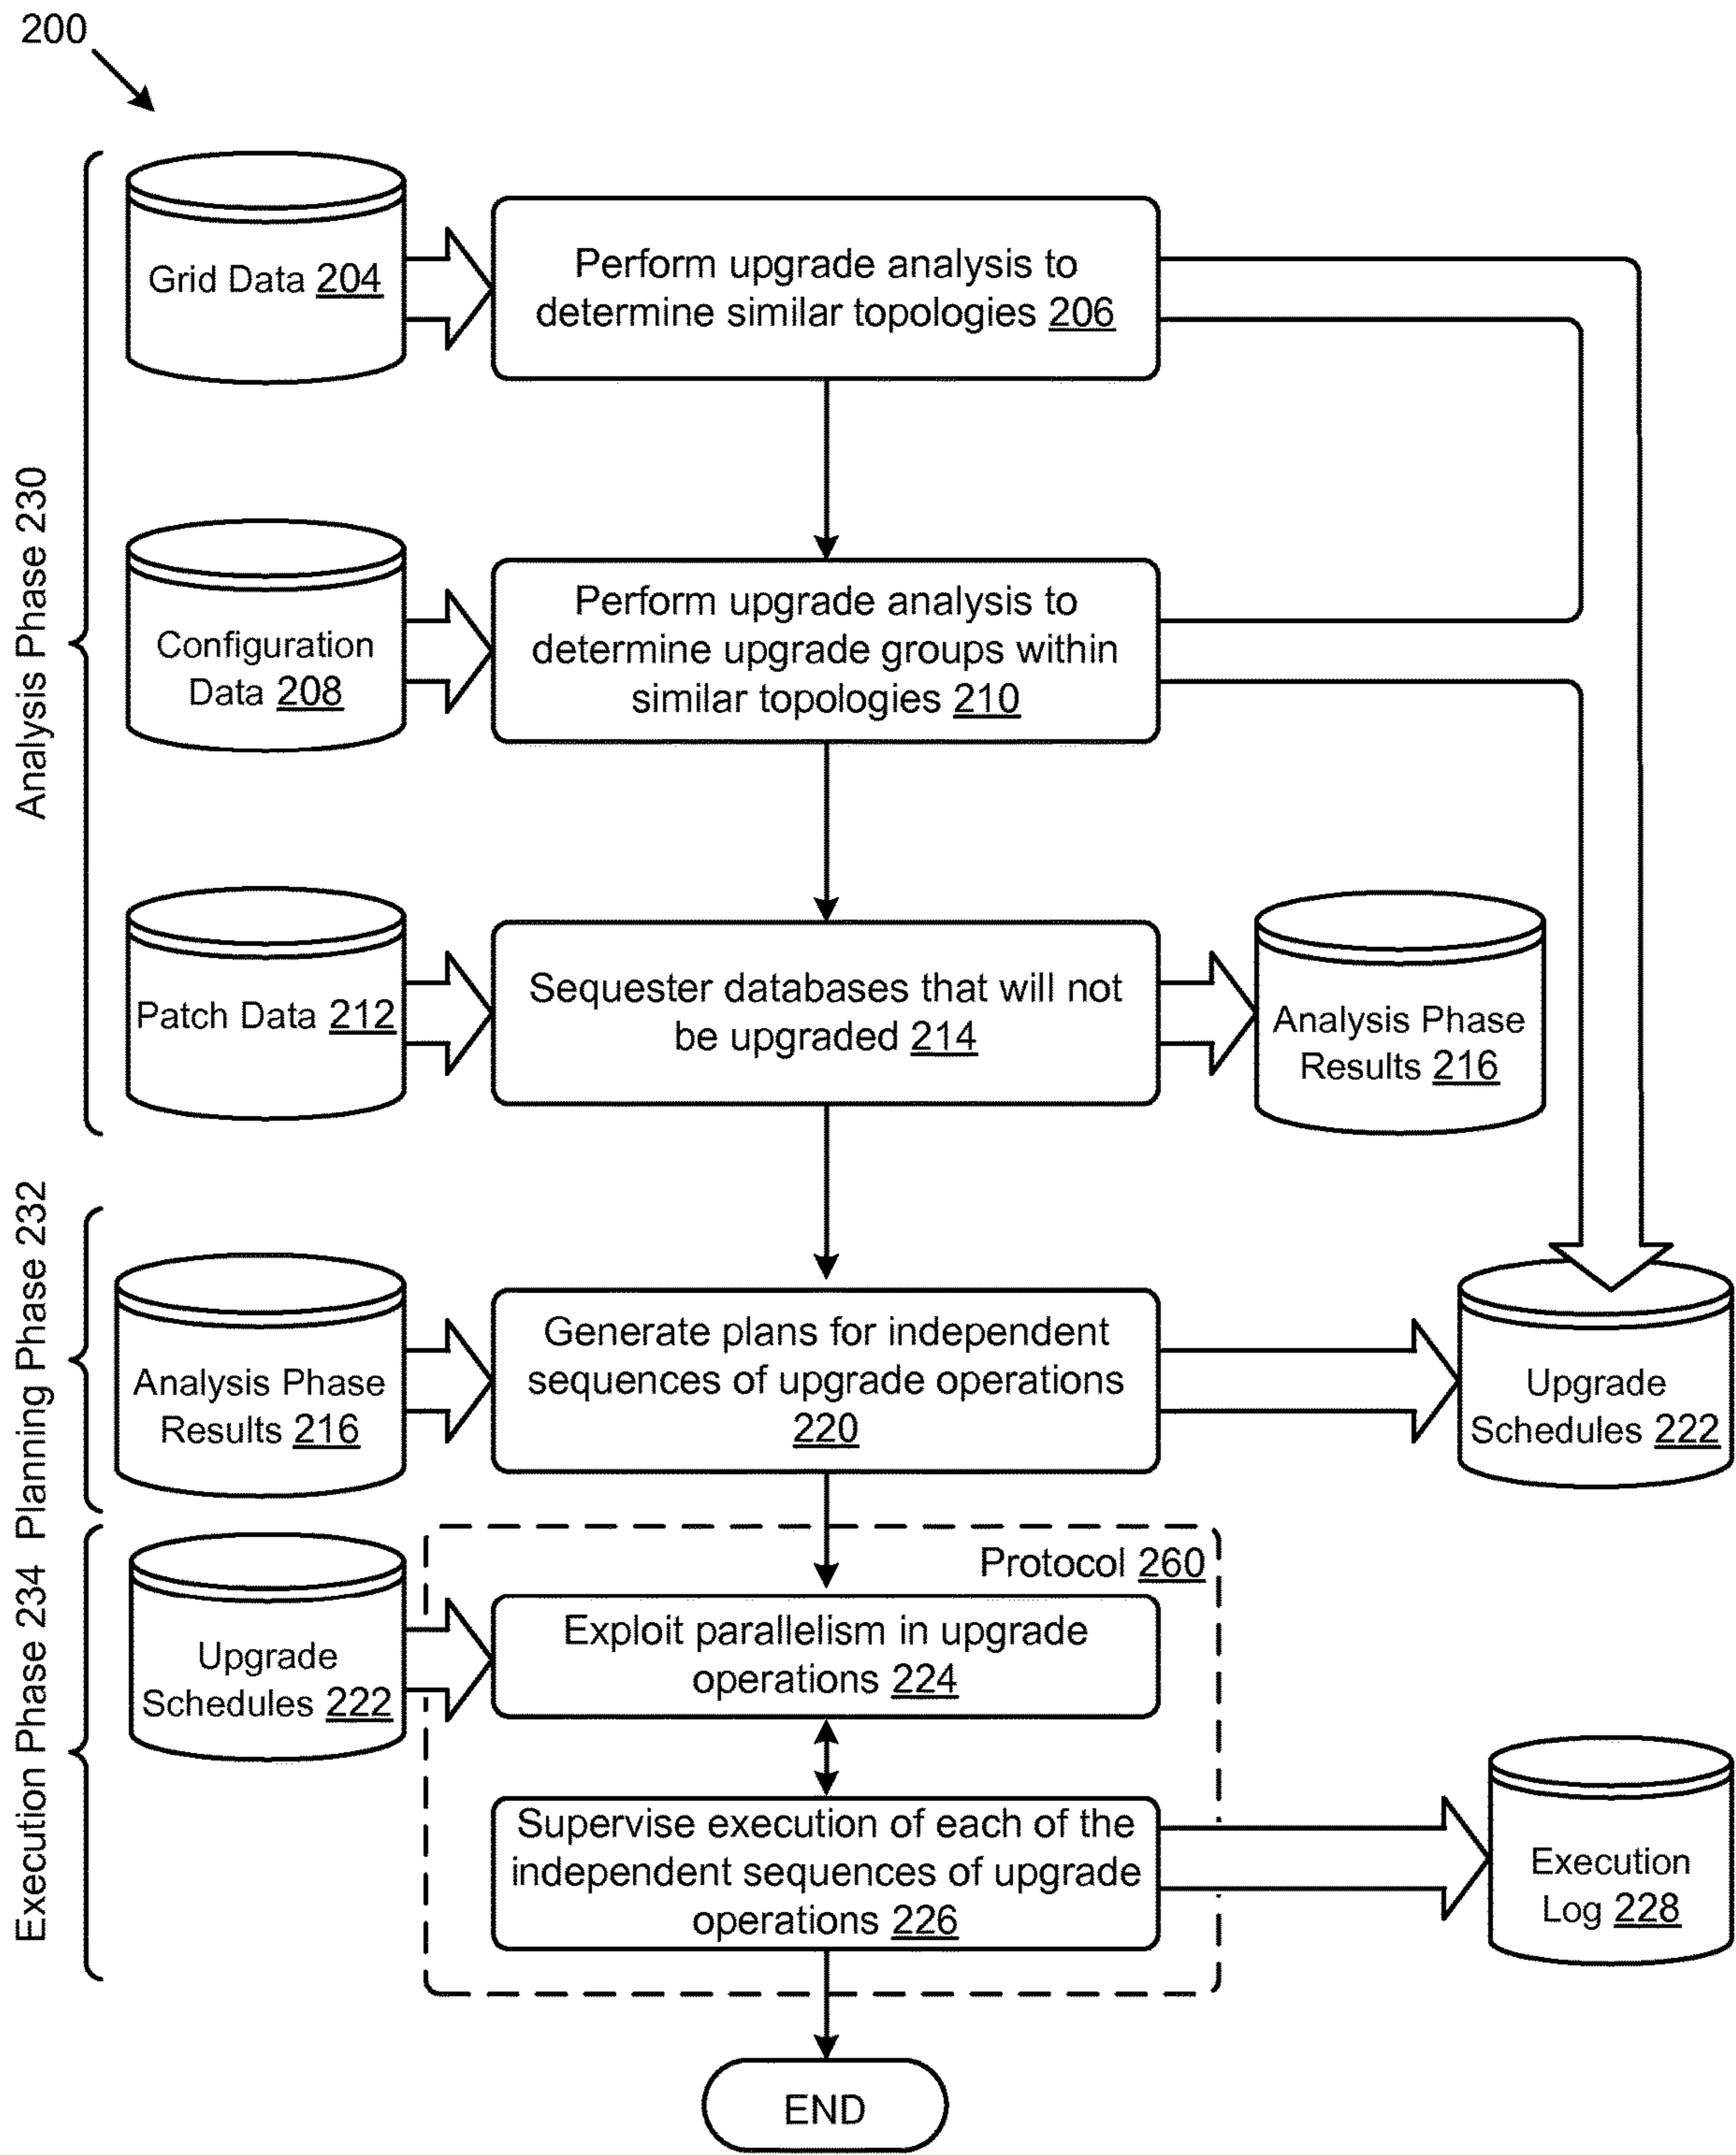 200
Analysis Phase 230
Grid Data 204
Perform upgrade analysis to
determine similar topologies 206
Configuration
Data 208
Perform upgrade analysis to
determine upgrade groups within
similar topologies 210
Patch Data 212
Sequester databases that will not
be upgraded 214
Analysis Phase
Results 216
Planning Phase 232
Analysis Phase
Results 216
Generate plans for independent
sequences of upgrade operations
220
Upgrade
Schedules 222
Execution Phase 234
Upgrade
Schedules 222
Protocol 260
Exploit parallelism in upgrade
operations 224
Supervise execution of each of the
independent sequences of upgrade
operations 226
Execution
Log 228
END